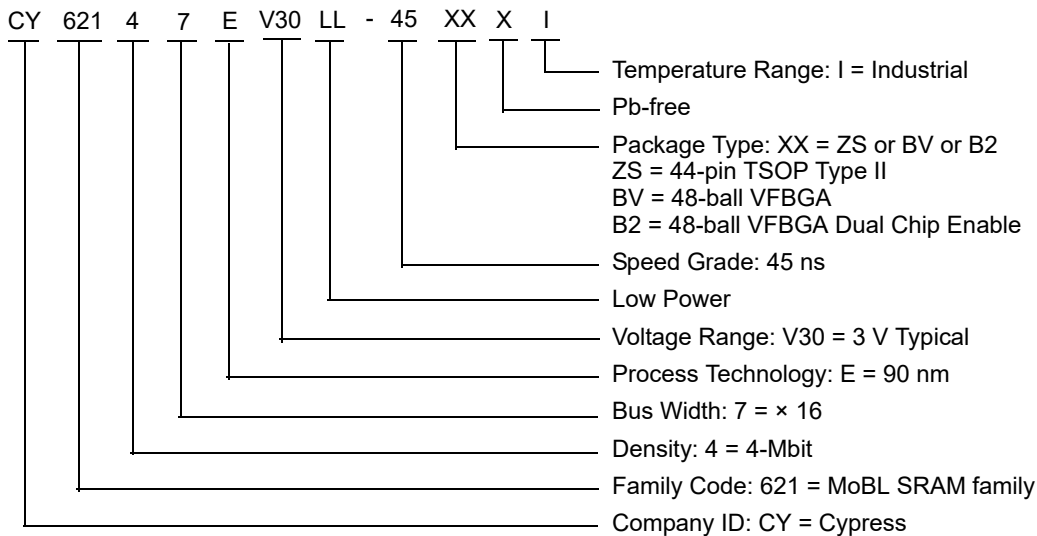 CY 621 4 7 E V30 LL - 45 XX X I
Temperature Range: I = Industrial
Pb-free
Package Type: XX = ZS or BV or B2
ZS = 44-pin TSOP Type II
BV = 48-ball VFBGA
B2 = 48-ball VFBGA Dual Chip Enable
Speed Grade: 45 ns
Low Power
Voltage Range: V30 = 3 V Typical
Process Technology: E = 90 nm
Bus Width: 7 = × 16
Density: 4 = 4-Mbit
Family Code: 621 = MoBL SRAM family
Company ID: CY = Cypress